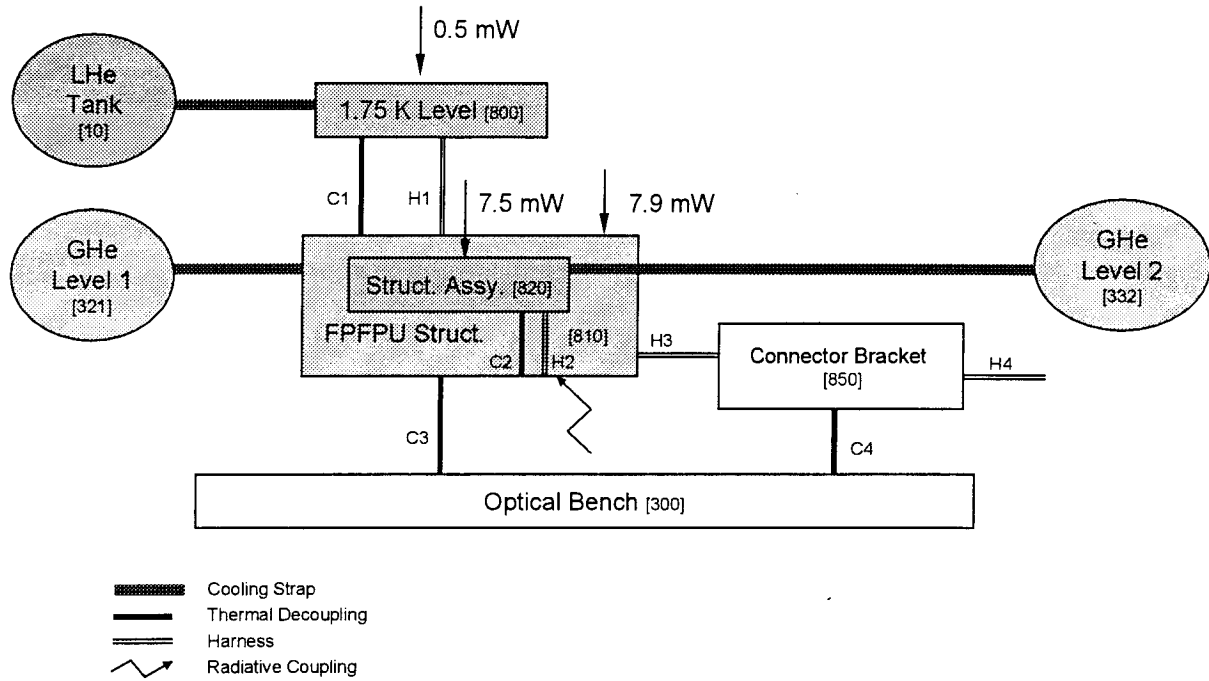 0.5 mW
LHe
Tank
[10]
1.75 K Level [800]
C1
H1
7.5 mW
7.9 mW
GHe
Level 1
[321]
Struct. Assy. [820]
GHe
Level 2
[332]
FPFPU Struct.
[810]
C2
H2
H3
Connector Bracket
[850]
H4
C3
C4
Optical Bench [300]
Cooling Strap
Thermal Decoupling
Harness
Radiative Coupling